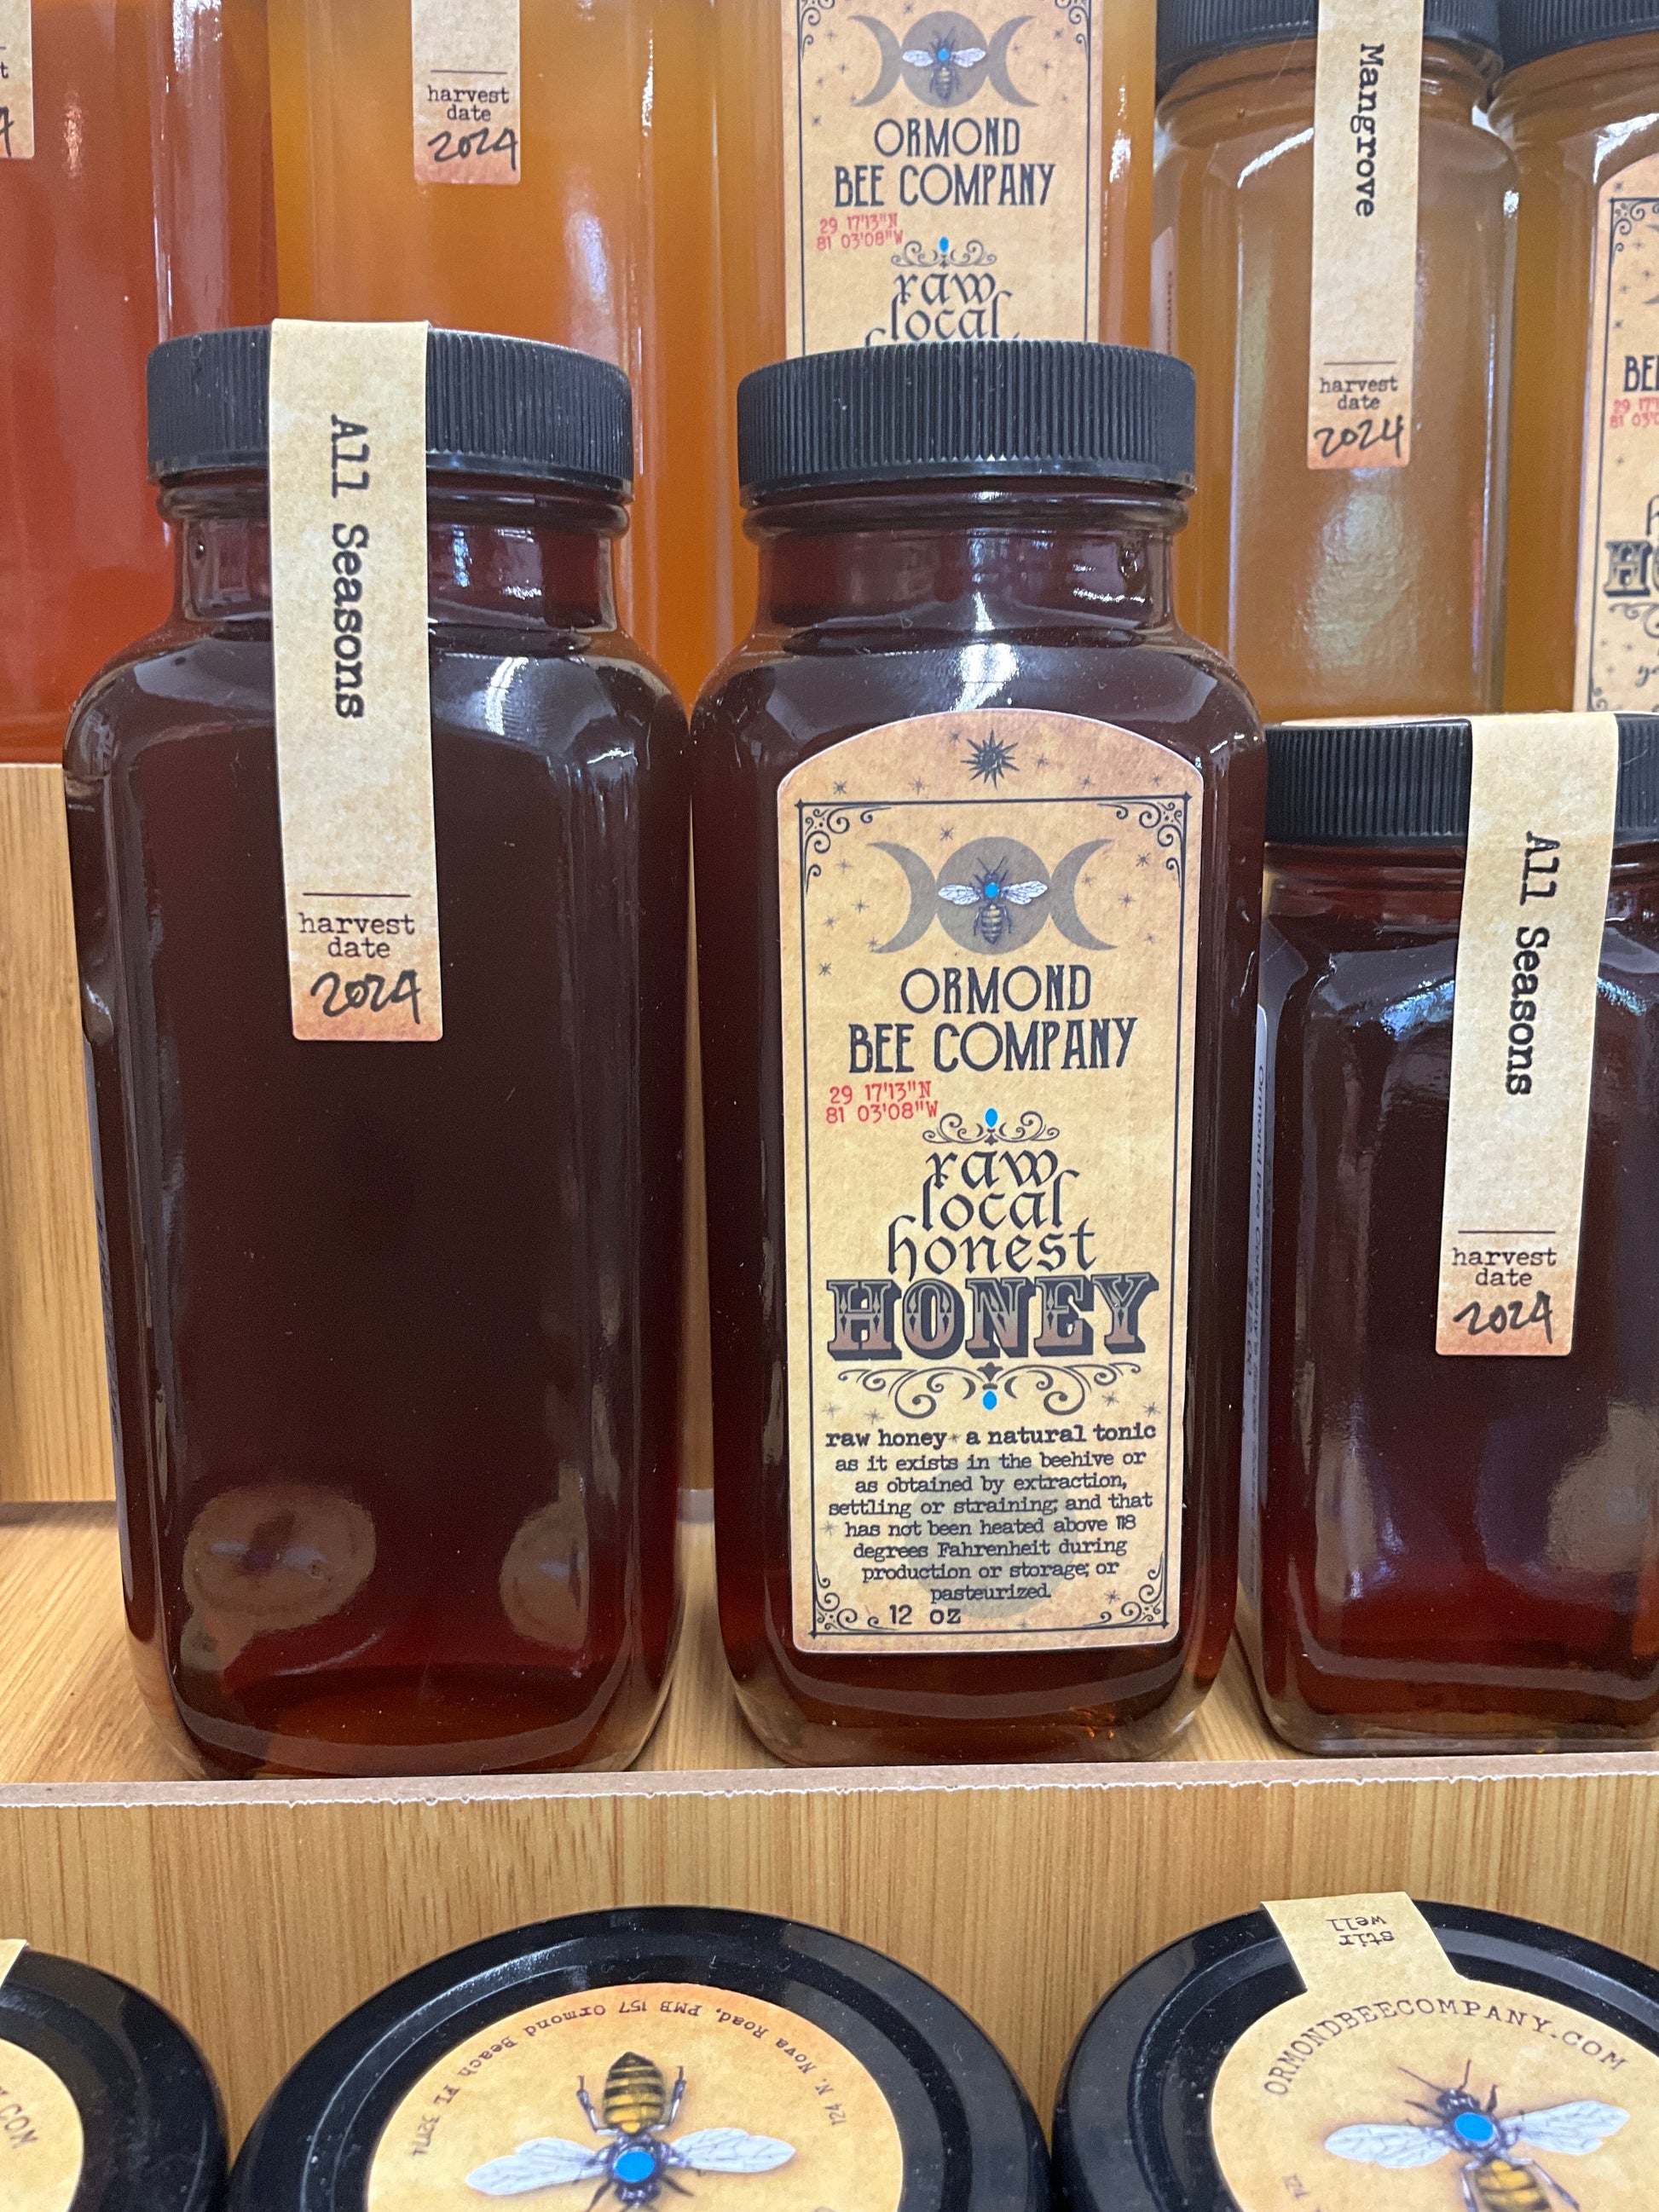 harvest
date
2024
ORMOND
BEE COMPANY
29 17'13"N
81 03'08"W
raw
local
Mangrove
harvest
date
2024
All Seasons
harvest
date
2024
ORMOND
BEE COMPANY
29 17'13"N
81 03'08"W
raw
local
honest
HONEY
raw honey * a natural tonic
as it exists in the beehive or
as obtained by extraction,
settling or straining; and that
has not been heated above 118
degrees Fahrenheit during
production or storage; or
pasteurized.
12 oz
All Seasons
harvest
date
2024
124 N. Nova Road, PMB 157 Ormond Beach FL 32174
stir
well
ORMONDBEECOMPANY.COM